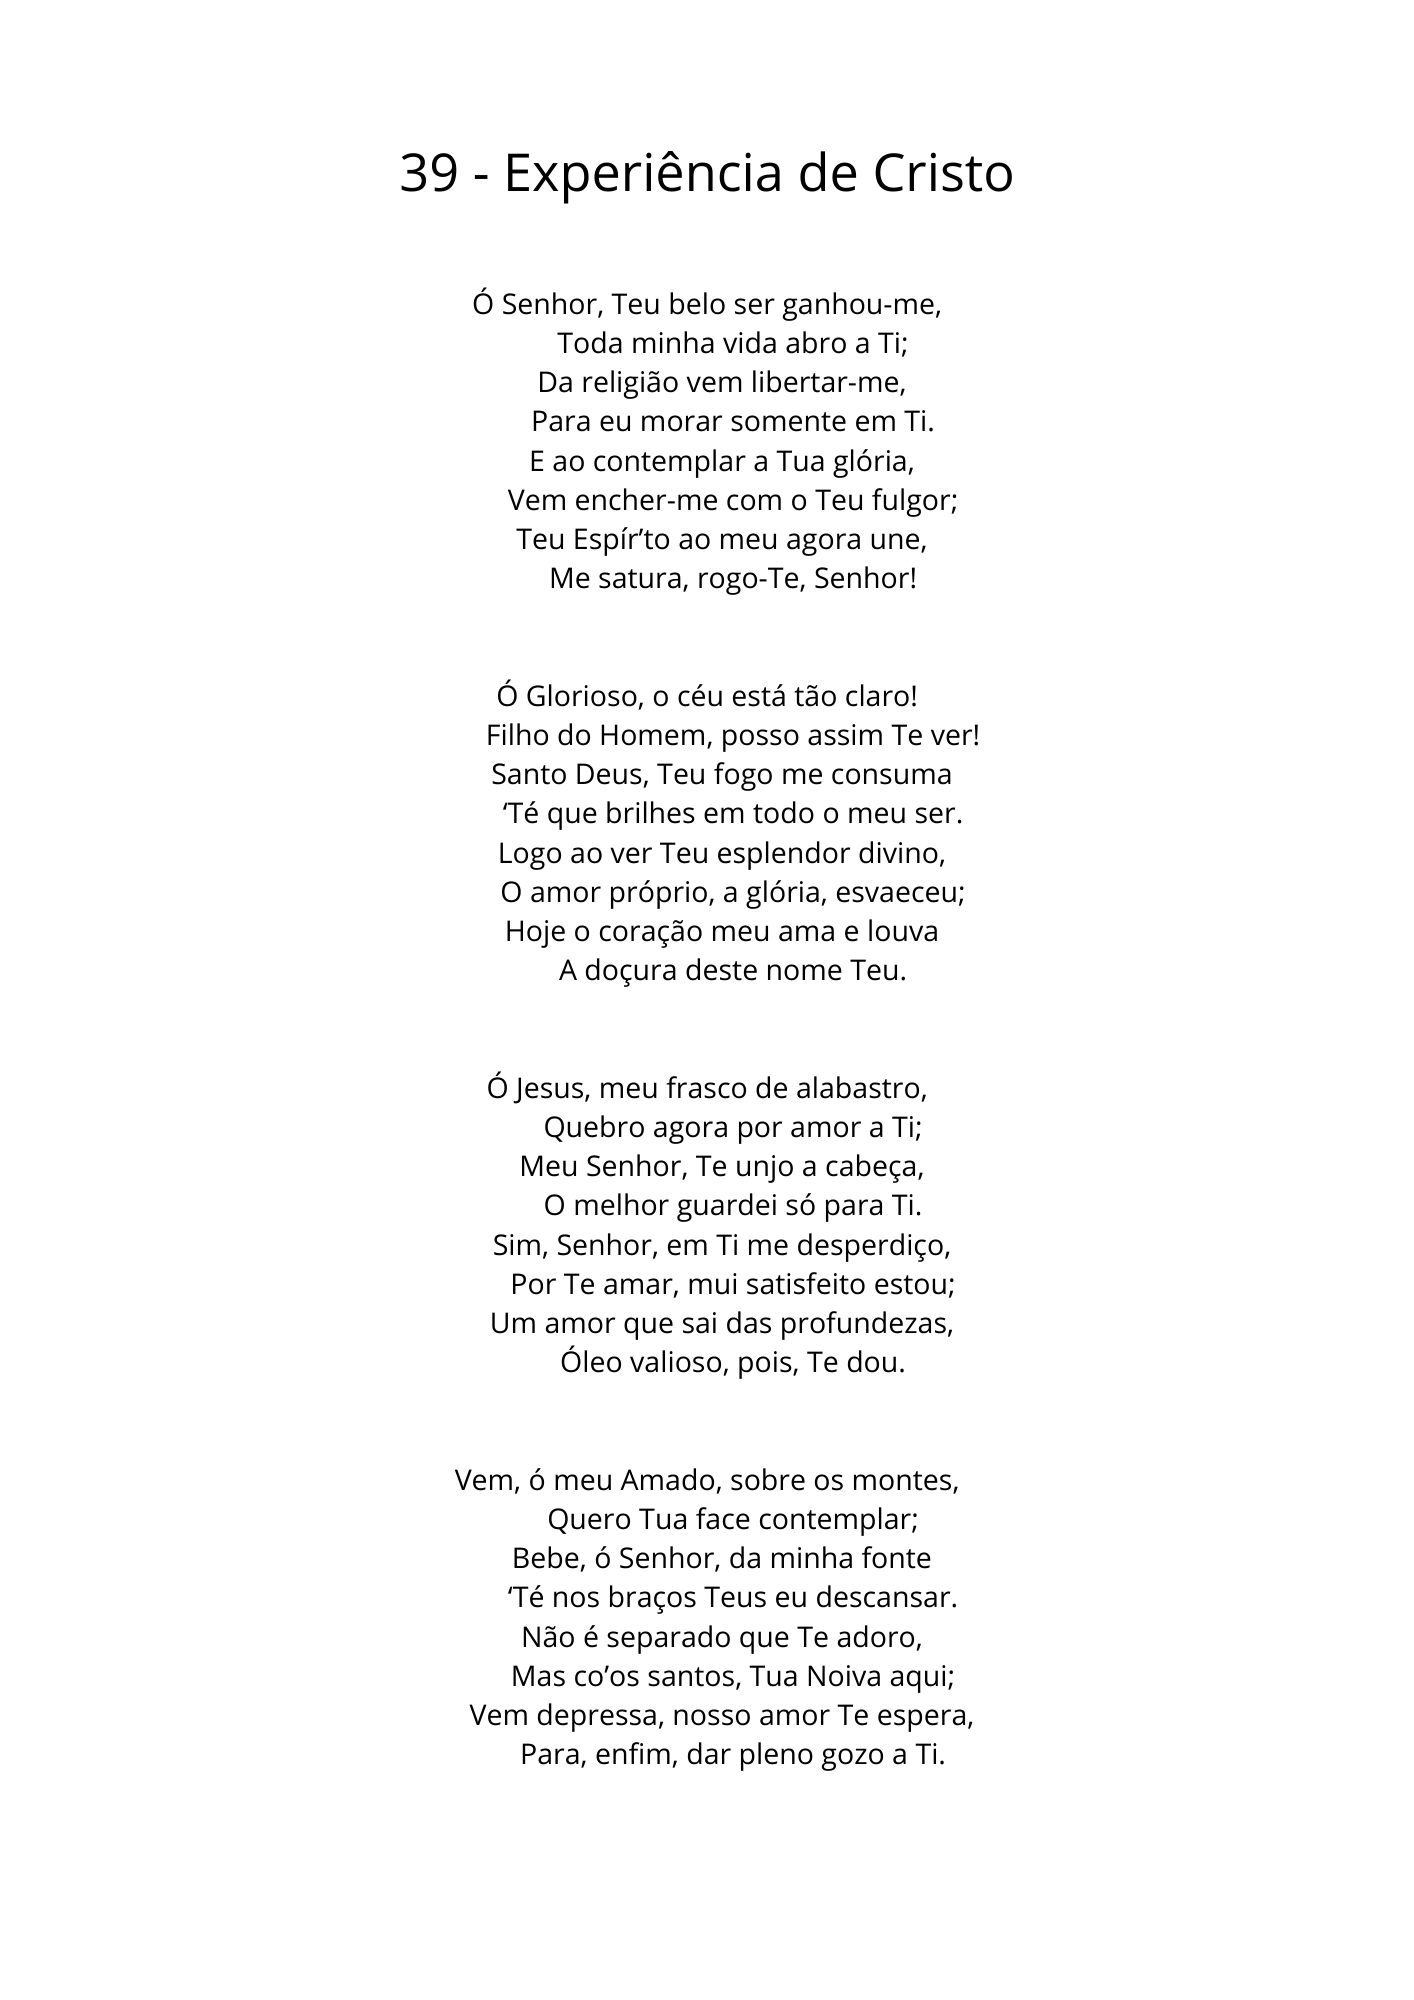 39 - Experiência de Cristo
Ó Senhor, Teu belo ser ganhou-me,
Toda minha vida abro a Ti;
Da religião vem libertar-me,
Para eu morar somente em Ti.
E ao contemplar a Tua glória,
Vem encher-me com o Teu fulgor;
Teu Espír’to ao meu agora une,
Me satura, rogo-Te, Senhor!
Ó Glorioso, o céu está tão claro!
Filho do Homem, posso assim Te ver!
Santo Deus, Teu fogo me consuma
‘Té que brilhes em todo o meu ser.
Logo ao ver Teu esplendor divino,
O amor próprio, a glória, esvaeceu;
Hoje o coração meu ama e louva
A doçura deste nome Teu.
Ó Jesus, meu frasco de alabastro,
Quebro agora por amor a Ti;
Meu Senhor, Te unjo a cabeça,
O melhor guardei só para Ti.
Sim, Senhor, em Ti me desperdiço,
Por Te amar, mui satisfeito estou;
Um amor que sai das profundezas,
Óleo valioso, pois, Te dou.
Vem, ó meu Amado, sobre os montes,
Quero Tua face contemplar;
Bebe, ó Senhor, da minha fonte
‘Té nos braços Teus eu descansar.
Não é separado que Te adoro,
Mas co’os santos, Tua Noiva aqui;
Vem depressa, nosso amor Te espera,
Para, enfim, dar pleno gozo a Ti.